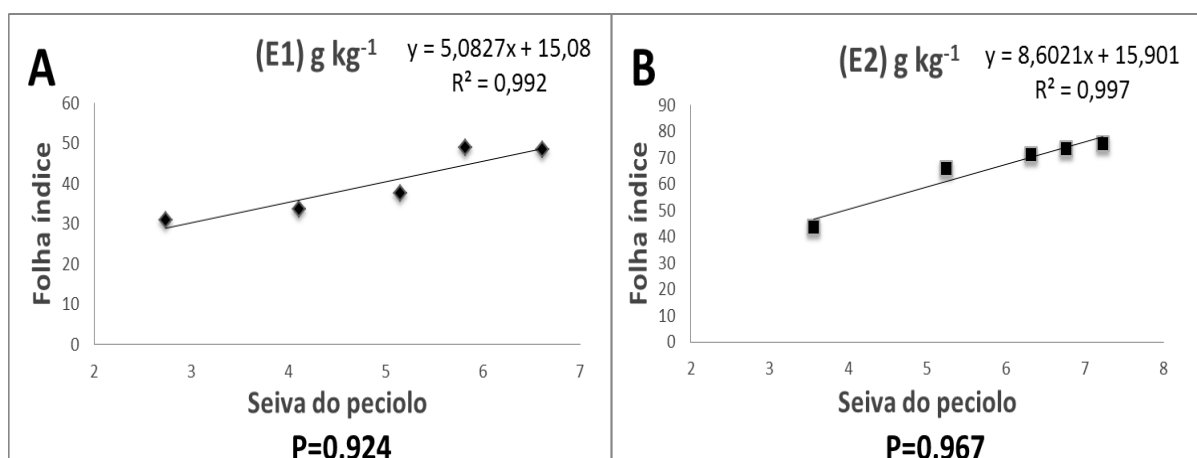 A
(E1) g kg⁻¹
y = 5,0827x + 15,08
R² = 0,992
Folha índice
60
50
40
30
20
10
0
2 3 4 5 6 7
Seiva do peciolo
P=0.924
B
(E2) g kg⁻¹
y = 8,6021x + 15,901
R² = 0,997
Folha índice
90
80
70
60
50
40
30
20
10
0
2 3 4 5 6 7 8
Seiva do peciolo
P=0.967